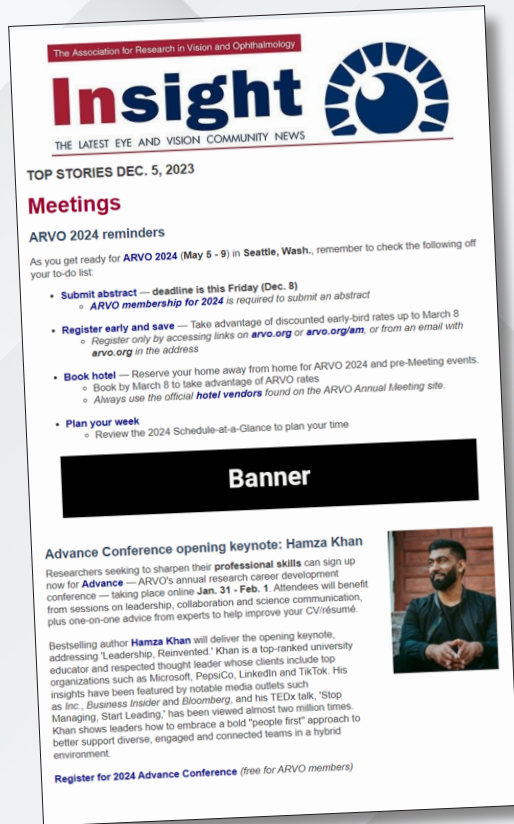 The Association for Research in Vision and Ophthalmology
Insight
THE LATEST EYE AND VISION COMMUNITY NEWS
TOP STORIES DEC. 5, 2023
Meetings
ARVO 2024 reminders
As you get ready for ARVO 2024 (May 5 - 9) in Seattle, Wash., remember to check the following off
your to-do list:
• Submit abstract — deadline is this Friday (Dec. 8)
○ ARVO membership for 2024 is required to submit an abstract
• Register early and save — Take advantage of discounted early-bird rates up to March 8
○ Register only by accessing links on arvo.org or arvo.org/am, or from an email with
arvo.org in the address
• Book hotel — Reserve your home away from home for ARVO 2024 and pre-Meeting events.
○ Book by March 8 to take advantage of ARVO rates
○ Always use the official hotel vendors found on the ARVO Annual Meeting site.
• Plan your week
○ Review the 2024 Schedule-at-a-Glance to plan your time
Banner
Advance Conference opening keynote: Hamza Khan
Researchers seeking to sharpen their professional skills can sign up
now for Advance — ARVO's annual research career development
conference — taking place online Jan. 31 - Feb. 1. Attendees will benefit
from sessions on leadership, collaboration and science communication,
plus one-on-one advice from experts to help improve your CV/résumé.
Bestselling author Hamza Khan will deliver the opening keynote,
addressing 'Leadership, Reinvented.' Khan is a top-ranked university
educator and respected thought leader whose clients include top
organizations such as Microsoft, PepsiCo, LinkedIn and TikTok. His
insights have been featured by notable media outlets such
as Inc., Business Insider and Bloomberg, and his TEDx talk, 'Stop
Managing, Start Leading,' has been viewed almost two million times.
Khan shows leaders how to embrace a bold "people first" approach to
better support diverse, engaged and connected teams in a hybrid
environment.
Register for 2024 Advance Conference (free for ARVO members)